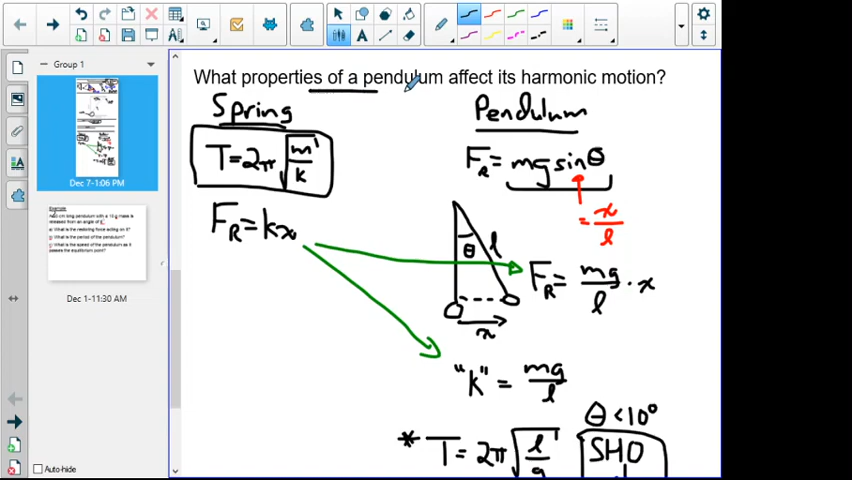 Group 1
Dec 7-1:06 PM
Example
Dec 1-11:30 AM
Auto-hide
What properties of a pendulum affect its harmonic motion?
Spring
T=2π√(m/k)
F_R=kx
Pendulum
F_R=mg sinθ
=x/l
θ
l
x
F_R=mg/l·x
"k"=mg/l
θ<10°
* T=2π√(l/g)
SHO